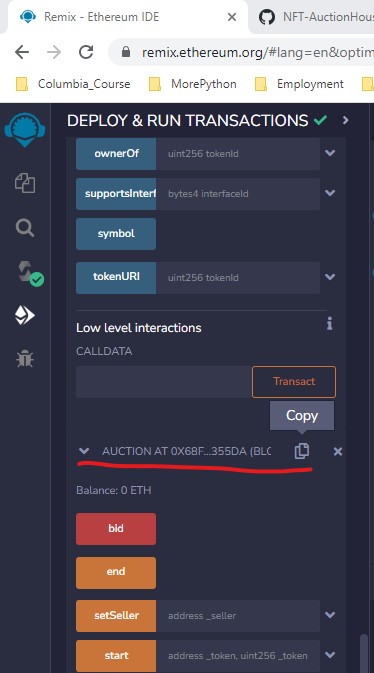 Remix - Ethereum IDE
NFT-AuctionHous
remix.ethereum.org/#lang=en&optim
Columbia_Course MorePython Employment
DEPLOY & RUN TRANSACTIONS
ownerOf uint256 tokenId
supportsInterf bytes4 interfaceId
symbol
tokenURI uint256 tokenId
Low level interactions
CALLDATA
Transact
Copy
AUCTION AT 0X68F...355DA (BLO
Balance: 0 ETH
bid
end
setSeller address _seller
start address _token, uint256 _token